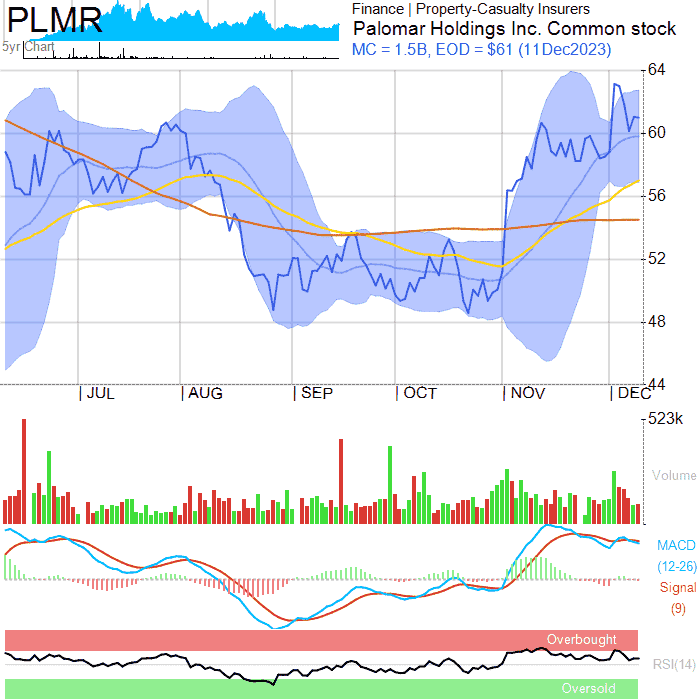 PLMR
5yr Chart
Finance | Property-Casualty Insurers
Palomar Holdings Inc. Common stock
MC = 1.5B, EOD = $61 (11Dec2023)
64
60
56
52
48
44
JUL AUG SEP OCT NOV DEC
523k
Volume
MACD
(12-26)
Signal
(9)
Overbought
RSI(14)
Oversold